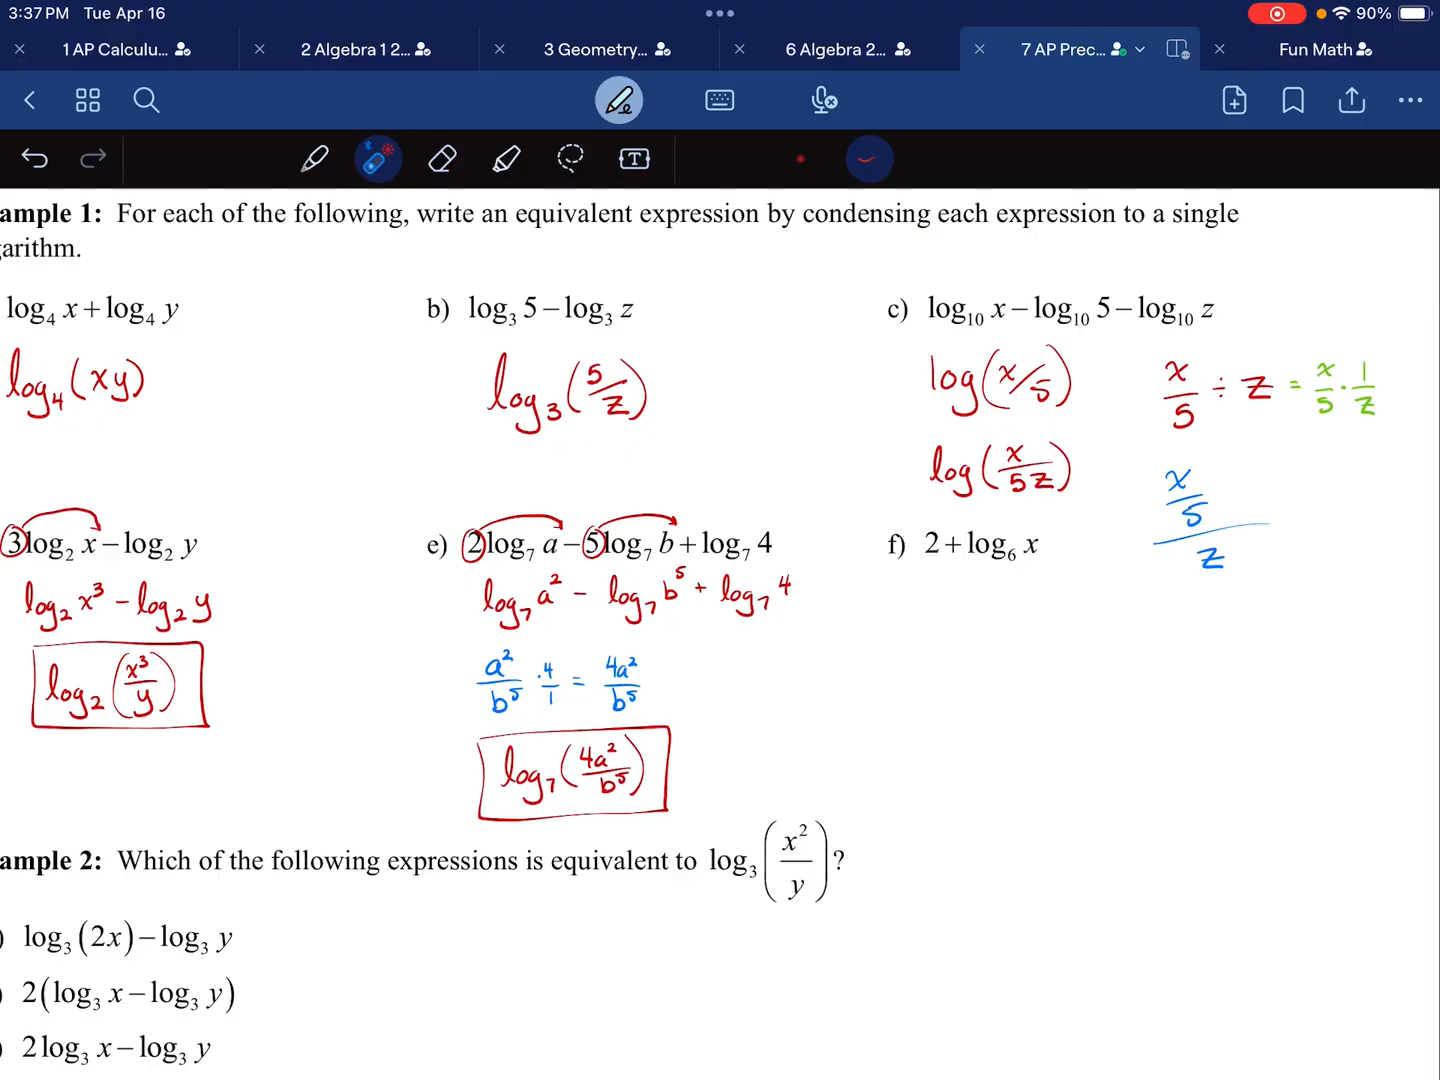 3:37 PM Tue Apr 16 90%
1 AP Calculu... 2 Algebra 1 2... 3 Geometry... 6 Algebra 2... 7 AP Prec... Fun Math
T
ample 1: For each of the following, write an equivalent expression by condensing each expression to a single
arithm.
log₄ x + log₄ y b) log₃ 5 − log₃ z c) log₁₀ x − log₁₀ 5 − log₁₀ z
log₄(xy) log₃(5/z) log(x/5) x/5 ÷ z = x/5 · 1/z
log(x/5z) x/5/z
3log₂ x − log₂ y e) 2log₇ a − 5log₇ b + log₇ 4 f) 2 + log₆ x
log₂ x³ − log₂ y log₇ a² − log₇ b⁵ + log₇ 4
log₂(x³/y) a²/b⁵ · 4/1 = 4a²/b⁵
log₇(4a²/b⁵)
ample 2: Which of the following expressions is equivalent to log₃(x²/y)?
) log₃(2x) − log₃ y
) 2(log₃ x − log₃ y)
) 2log₃ x − log₃ y